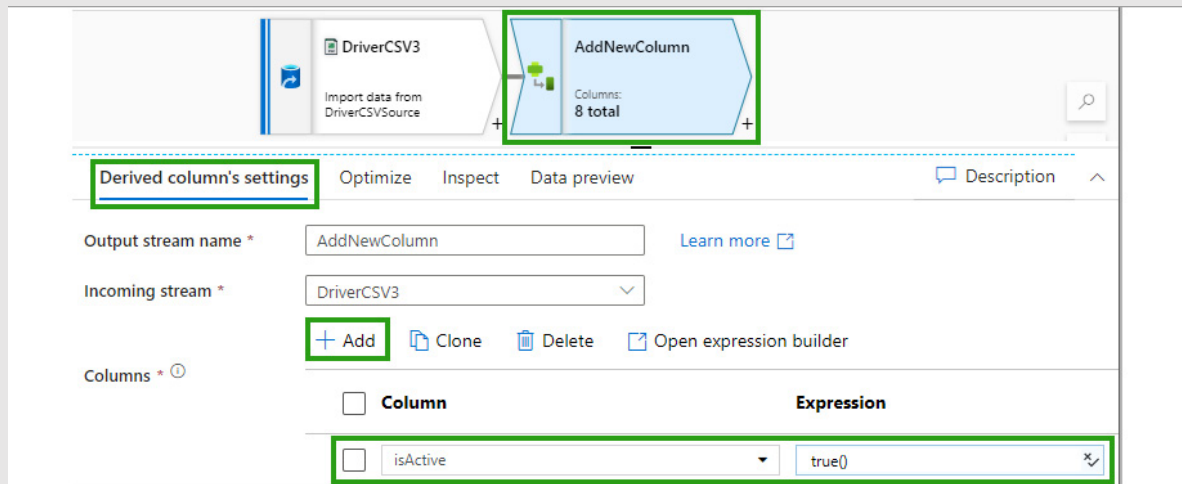 DriverCSV3
Import data from
DriverCSVSource
+
AddNewColumn
Columns:
8 total
+
Derived column's settings
Optimize
Inspect
Data preview
Description
Output stream name *
AddNewColumn
Learn more
Incoming stream *
DriverCSV3
+ Add
Clone
Delete
Open expression builder
Columns *
Column
Expression
isActive
true()